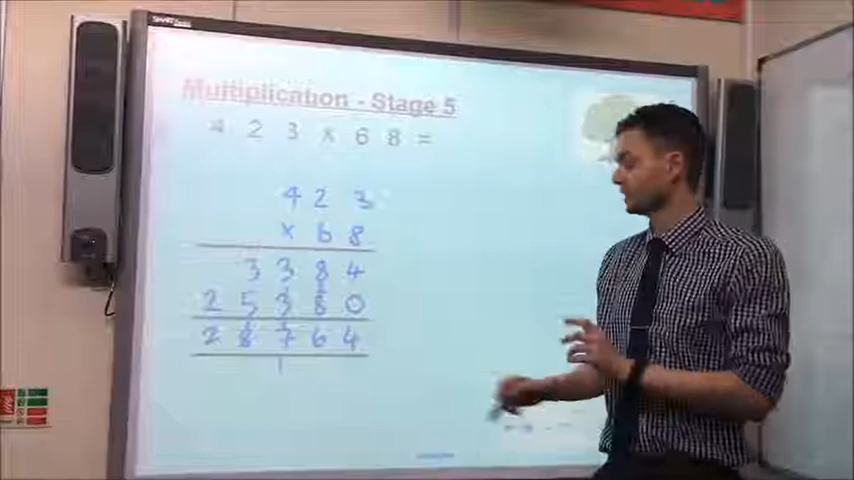 Multiplication - Stage 5
4 2 3 x 6 8 =
4 2 3
x 6 8
3 3 8 4
2 5 3 8 0
2 8 7 6 4
1